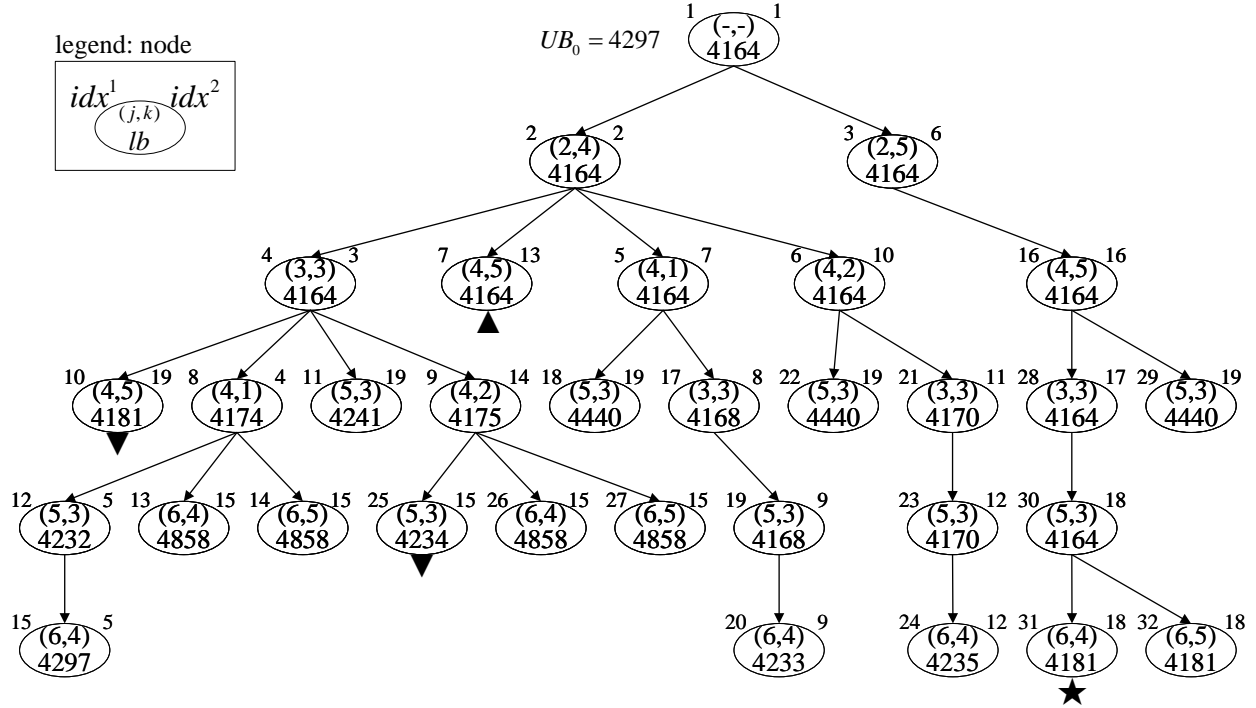 1 (-,-) 1
UB₀ = 4297
4164
legend: node
idx¹ (j,k) idx²
lb
2 (2,4) 2
4164
3 (2,5) 6
4164
4 (3,3) 3
4164
7 (4,5) 13
4164
5 (4,1) 7
4164
6 (4,2) 10
4164
16 (4,5) 16
4164
10 (4,5) 19
4181
8 (4,1) 4
4174
11 (5,3) 19
4241
9 (4,2) 14
4175
18 (5,3) 19
4440
17 (3,3) 8
4168
22 (5,3) 19
4440
21 (3,3) 11
4170
28 (3,3) 17
4164
29 (5,3) 19
4440
12 (5,3) 5
4232
13 (6,4) 15
4858
14 (6,5) 15
4858
25 (5,3) 15
4234
26 (6,4) 15
4858
27 (6,5) 15
4858
19 (5,3) 9
4168
23 (5,3) 12
4170
30 (5,3) 18
4164
15 (6,4) 5
4297
20 (6,4) 9
4233
24 (6,4) 12
4235
31 (6,4) 18
4181
32 (6,5) 18
4181